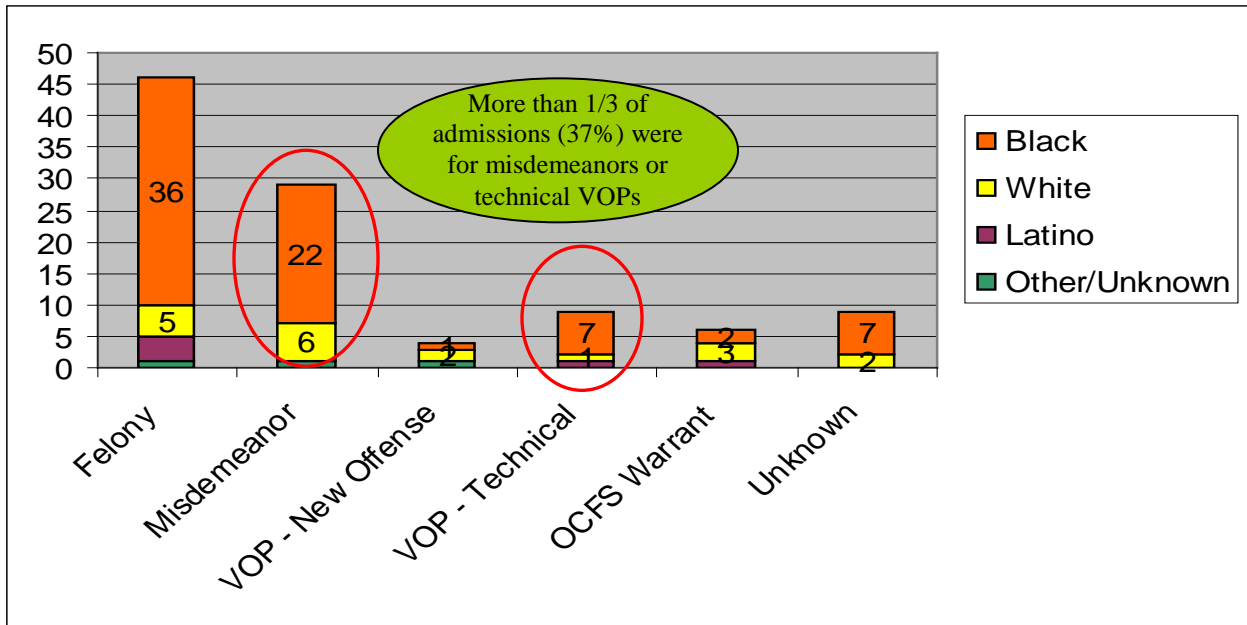 50
45
40
35
30
25
20
15
10
5
0
More than 1/3 of
admissions (37%) were
for misdemeanors or
technical VOPs
36
5
22
6
1
2
7
1
2
3
7
2
Felony
Misdemeanor
VOP - New Offense
VOP - Technical
OCFS Warrant
Unknown
Black
White
Latino
Other/Unknown